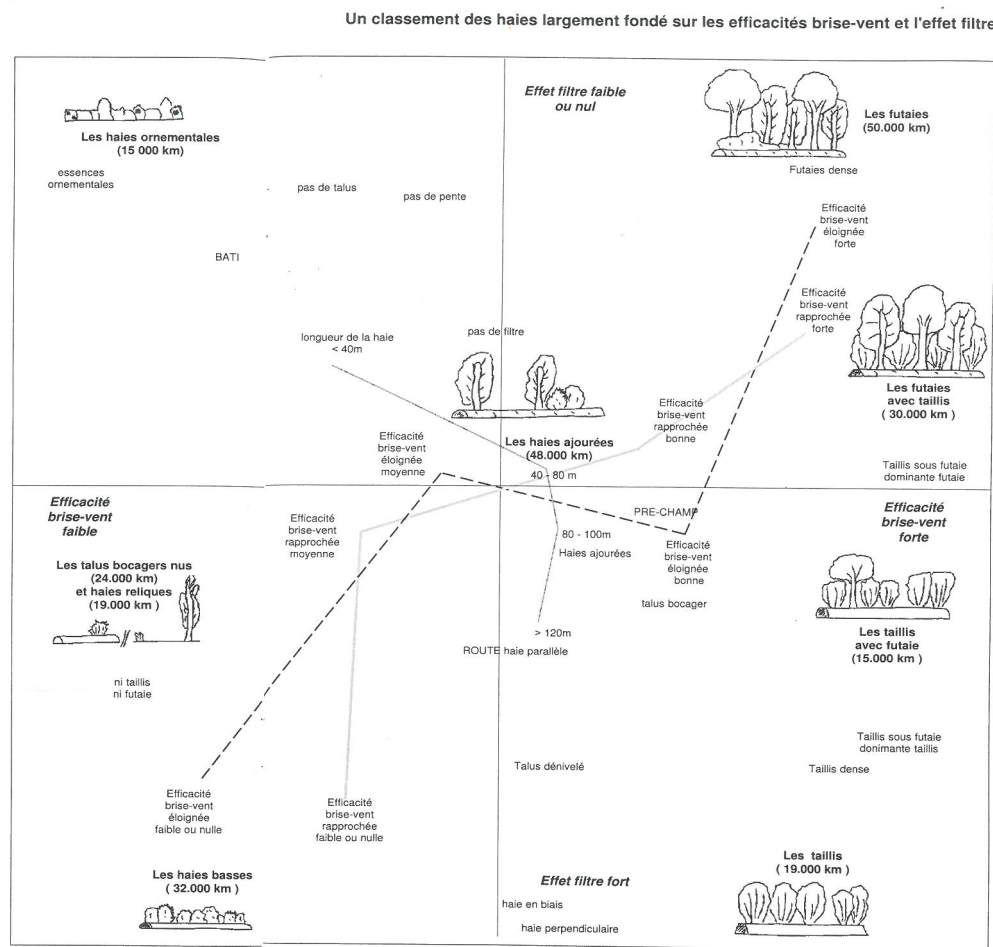 Un classement des haies largement fondé sur les efficacités brise-vent et l'effet filtre
Les haies ornementales
(15 000 km)
essences
ornementales
pas de talus
pas de pente
BATI
Effet filtre faible
ou nul
Les futaies
(50.000 km)
Futaies dense
Efficacité
brise-vent
éloignée
forte
Efficacité
brise-vent
rapprochée
forte
longueur de la haie
< 40m
pas de filtre
Les futaies
avec taillis
( 30.000 km )
Efficacité
brise-vent
rapprochée
bonne
Efficacité
brise-vent
éloignée
moyenne
Les haies ajourées
(48.000 km)
40 - 80 m
Taillis sous futaie
dominante futaie
Efficacité
brise-vent
faible
Efficacité
brise-vent
rapprochée
moyenne
PRE-CHAMP
80 - 100m
Haies ajourées
Efficacité
brise-vent
éloignée
bonne
Efficacité
brise-vent
forte
Les talus bocagers nus
(24.000 km)
et haies reliques
(19.000 km )
talus bocager
> 120m
ROUTE haie parallèle
Les taillis
avec futaie
(15.000 km )
ni taillis
ni futaie
Taillis sous futaie
donimante taillis
Talus dénivelé
Taillis dense
Efficacité
brise-vent
éloignée
faible ou nulle
Efficacité
brise-vent
rapprochée
faible ou nulle
Les haies basses
( 32.000 km )
Effet filtre fort
haie en biais
haie perpendiculaire
Les taillis
( 19.000 km )